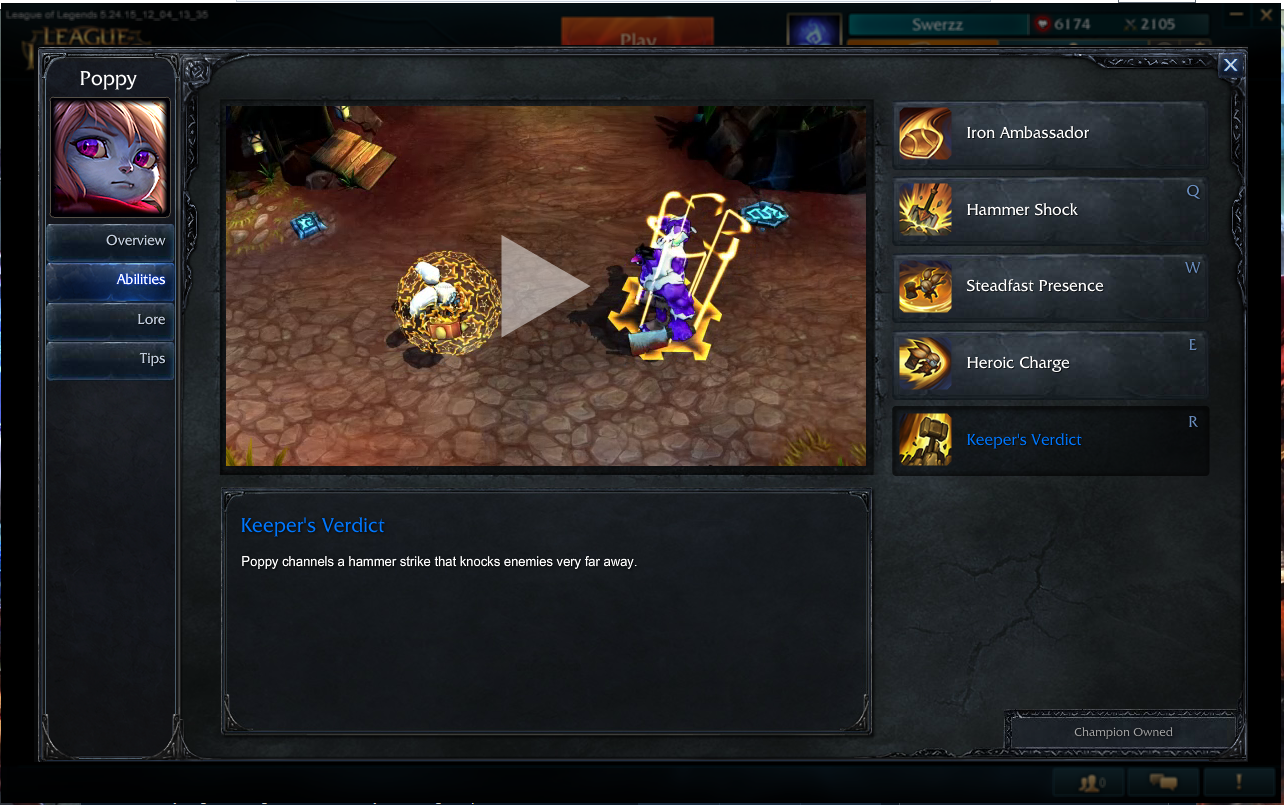 League of Legends 5.24.15_12_04_13_35
LEAGUE
Play
Swerzz
6174
2105
Poppy
Overview
Abilities
Lore
Tips
Iron Ambassador
Q
Hammer Shock
W
Steadfast Presence
E
Heroic Charge
R
Keeper's Verdict
Keeper's Verdict
Poppy channels a hammer strike that knocks enemies very far away.
Champion Owned
0